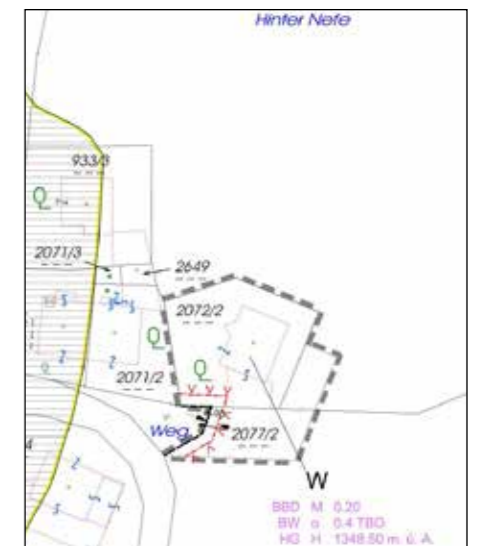 Hinter Nefe
933/3
2071/3
2649
2072/2
2071/2
Weg
2077/2
W
BBD M 0.20
BW o 0.4 TBO
HG H 1348.50 m. ü. A.